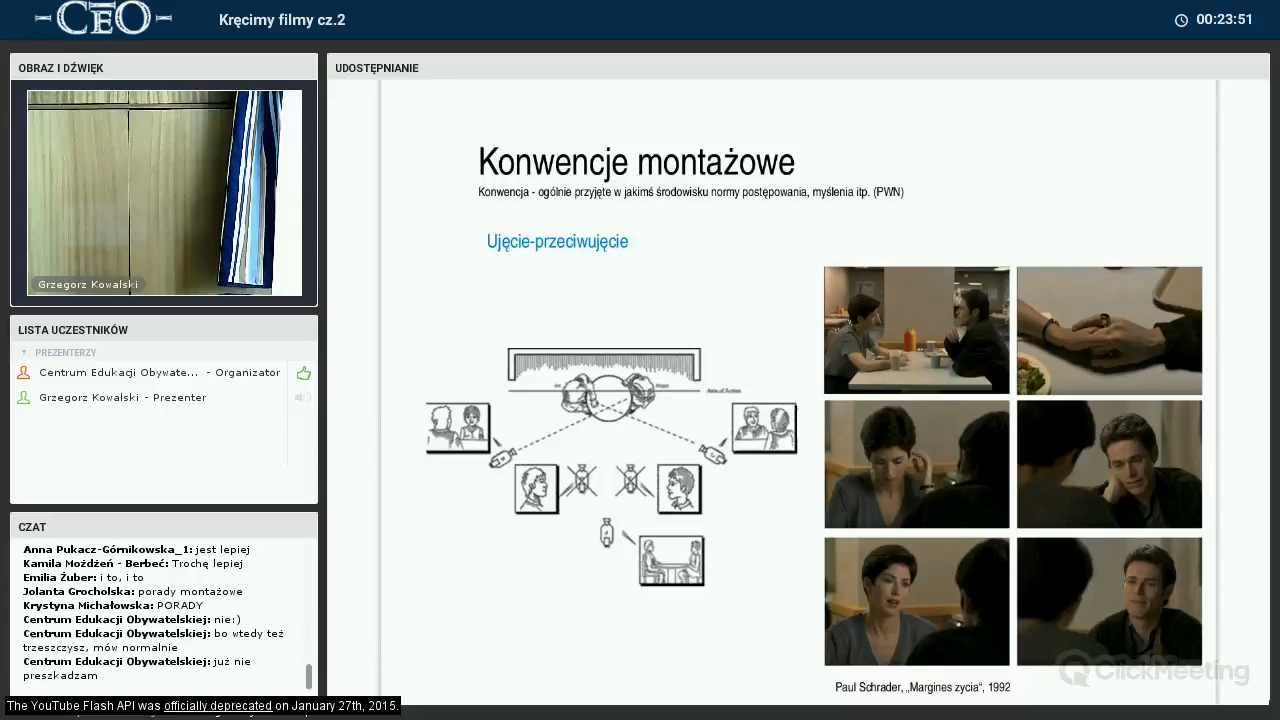 CEO
Kręcimy filmy cz.2
00:23:51
OBRAZ I DŹWIĘK
Grzegorz Kowalski
LISTA UCZESTNIKÓW
PREZENTERZY
Centrum Edukacji Obywate... - Organizator
Grzegorz Kowalski - Prezenter
CZAT
Anna Pukacz-Górnikowska_1: jest lepiej
Kamila Możdżeń - Berbeć: Trochę lepiej
Emilia Żuber: i to, i to
Jolanta Grocholska: porady montażowe
Krystyna Michałowska: PORADY
Centrum Edukacji Obywatelskiej: nie:)
Centrum Edukacji Obywatelskiej: bo wtedy też
trzeszczysz, mów normalnie
Centrum Edukacji Obywatelskiej: już nie
preszkadzam
The YouTube Flash API was officially deprecated on January 27th, 2015.
UDOSTĘPNIANIE
Konwencje montażowe
Konwencja - ogólnie przyjęte w jakimś środowisku normy postępowania, myślenia itp. (PWN)
Ujęcie-przeciwujęcie
Axis of Action
Paul Schrader, „Margines zycia", 1992
ClickMeeting